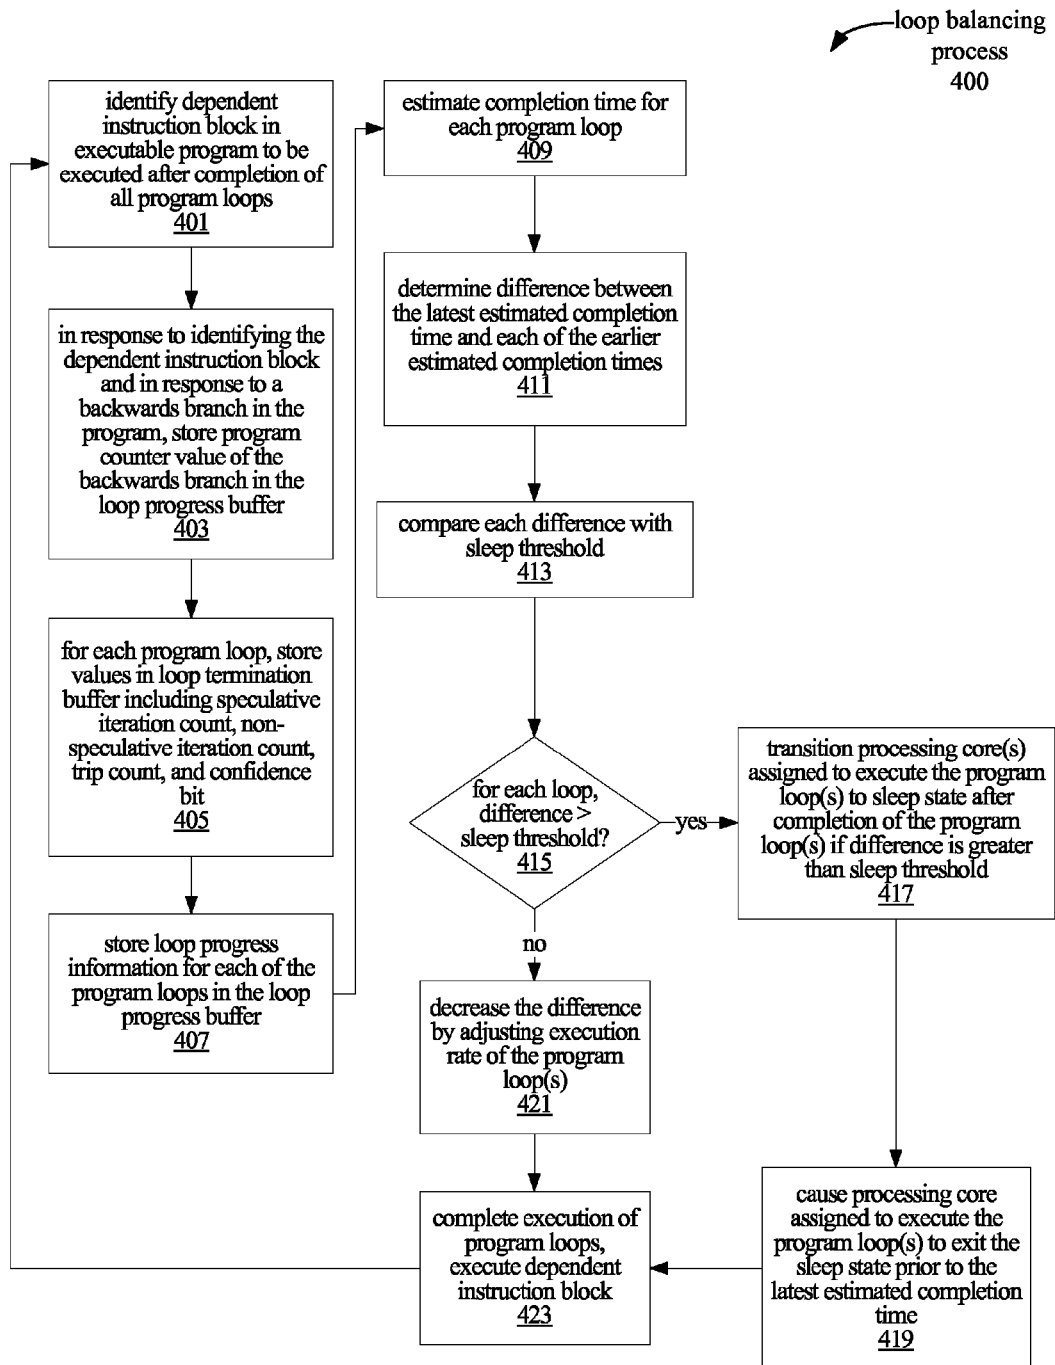 loop balancing
process
400
identify dependent
instruction block in
executable program to be
executed after completion of
all program loops
401
in response to identifying the
dependent instruction block
and in response to a
backwards branch in the
program, store program
counter value of the
backwards branch in the
loop progress buffer
403
for each program loop, store
values in loop termination
buffer including speculative
iteration count, non-
speculative iteration count,
trip count, and confidence
bit
405
store loop progress
information for each of the
program loops in the loop
progress buffer
407
estimate completion time for
each program loop
409
determine difference between
the latest estimated completion
time and each of the earlier
estimated completion times
411
compare each difference with
sleep threshold
413
for each loop,
difference >
sleep threshold?
415
yes
transition processing core(s)
assigned to execute the program
loop(s) to sleep state after
completion of the program
loop(s) if difference is greater
than sleep threshold
417
no
decrease the difference
by adjusting execution
rate of the program
loop(s)
421
cause processing core
assigned to execute the
program loop(s) to exit the
sleep state prior to the
latest estimated completion
time
419
complete execution of
program loops,
execute dependent
instruction block
423